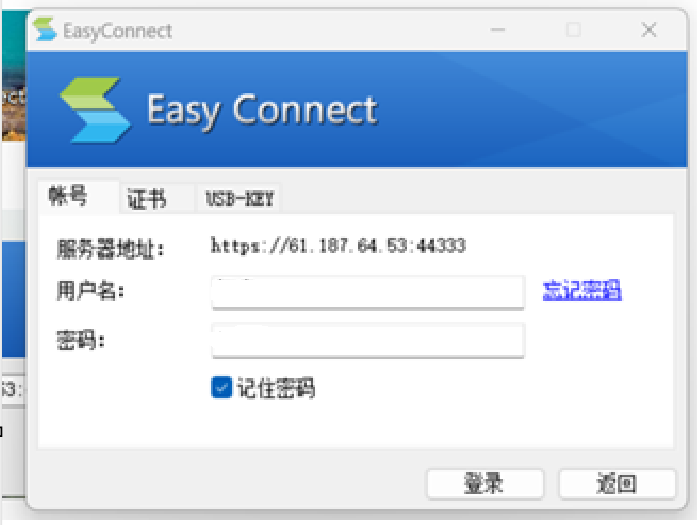 EasyConnect
Easy Connect
帐号 证书 USB-KEY
服务器地址： https://61.187.64.53:44333
用户名： 忘记密码
密码：
记住密码
53:
登录 返回